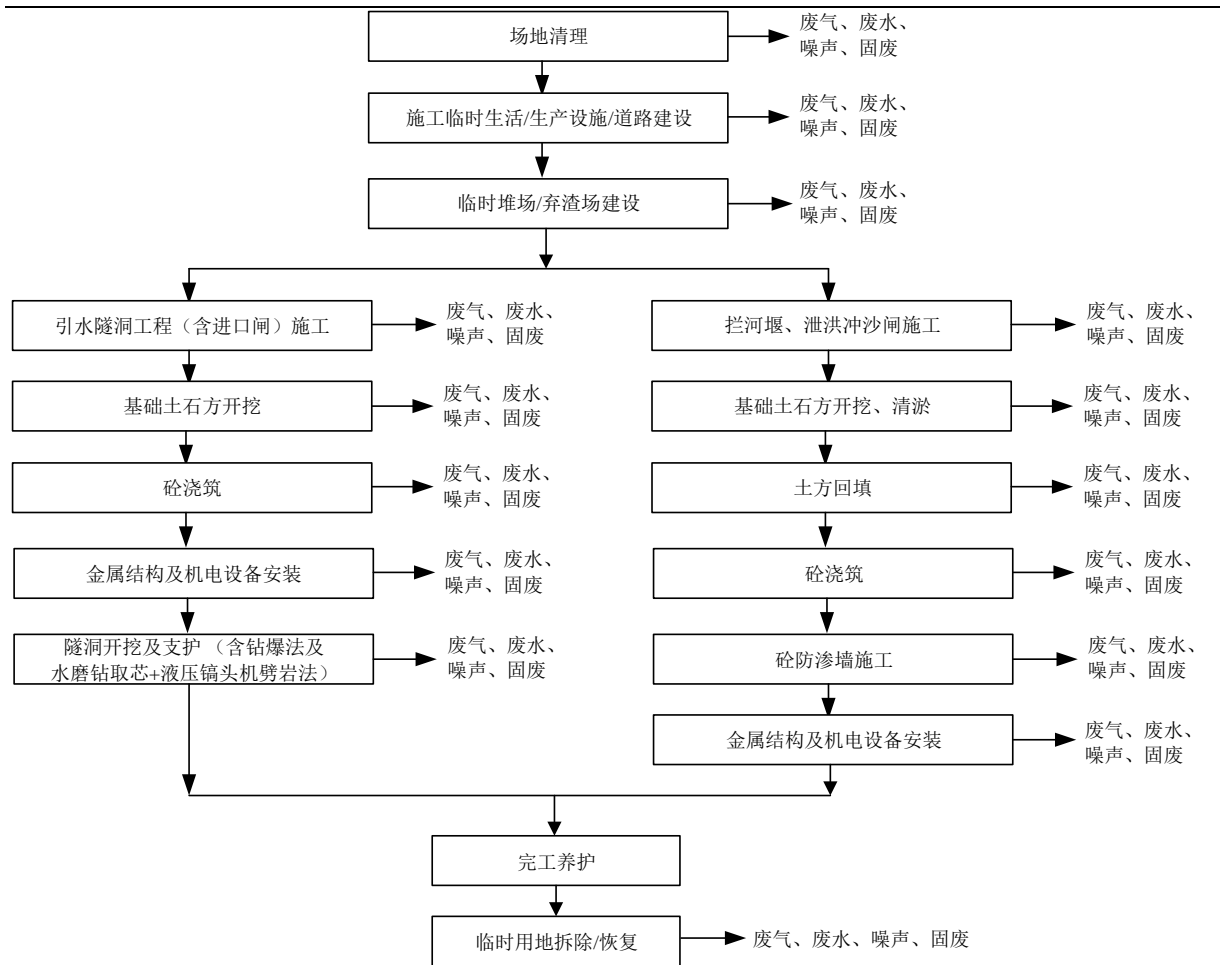 场地清理
废气、废水、
噪声、固废
施工临时生活/生产设施/道路建设
废气、废水、
噪声、固废
临时堆场/弃渣场建设
废气、废水、
噪声、固废
引水隧洞工程（含进口闸）施工
废气、废水、
噪声、固废
拦河堰、泄洪冲沙闸施工
废气、废水、
噪声、固废
基础土石方开挖
废气、废水、
噪声、固废
基础土石方开挖、清淤
废气、废水、
噪声、固废
砼浇筑
废气、废水、
噪声、固废
土方回填
废气、废水、
噪声、固废
金属结构及机电设备安装
废气、废水、
噪声、固废
砼浇筑
废气、废水、
噪声、固废
隧洞开挖及支护 （含钻爆法及
水磨钻取芯+液压镐头机劈岩法）
废气、废水、
噪声、固废
砼防渗墙施工
废气、废水、
噪声、固废
金属结构及机电设备安装
废气、废水、
噪声、固废
完工养护
临时用地拆除/恢复
废气、废水、噪声、固废